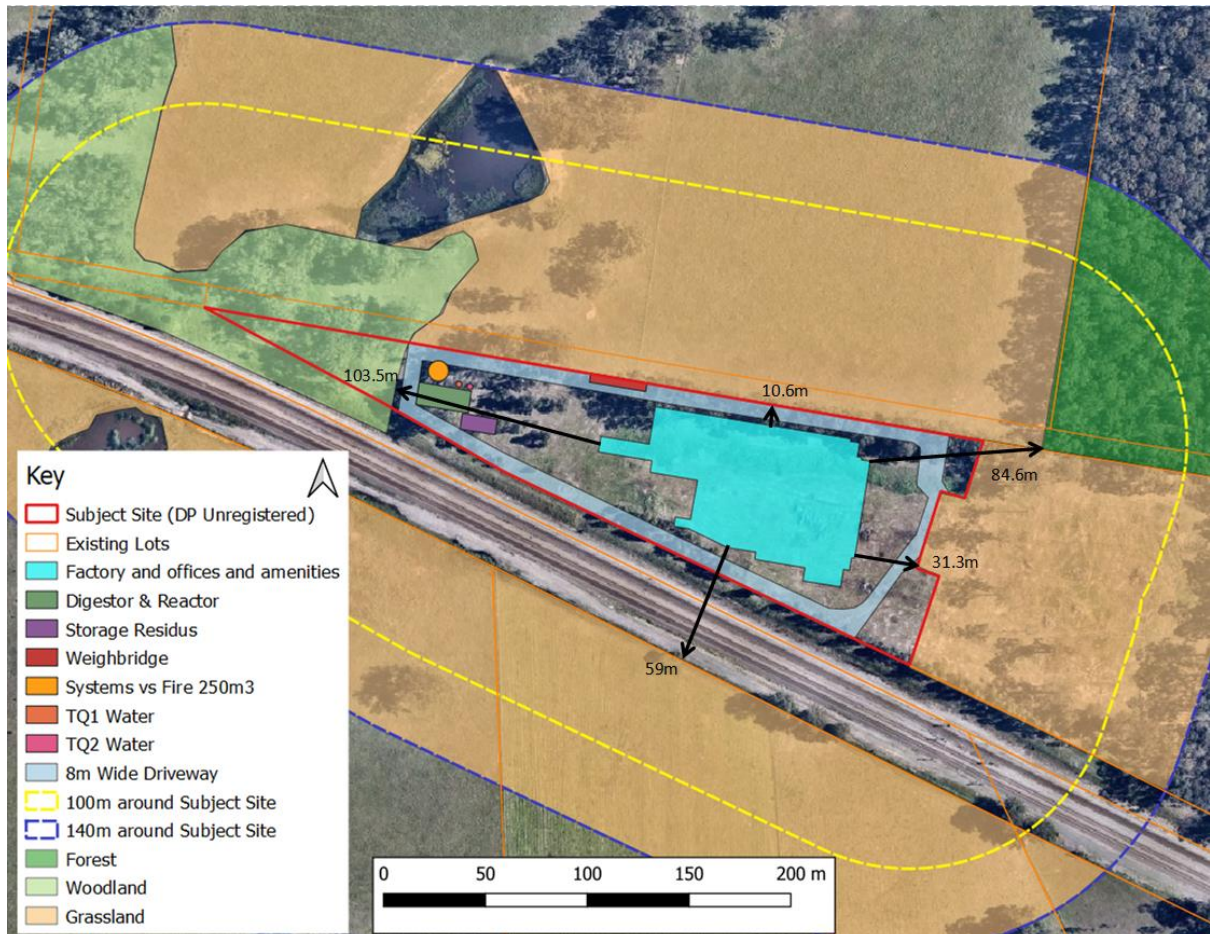 103.5m
10.6m
84.6m
31.3m
59m
Key
Subject Site (DP Unregistered)
Existing Lots
Factory and offices and amenities
Digestor & Reactor
Storage Residus
Weighbridge
Systems vs Fire 250m3
TQ1 Water
TQ2 Water
8m Wide Driveway
100m around Subject Site
140m around Subject Site
Forest
Woodland
Grassland
0 50 100 150 200 m